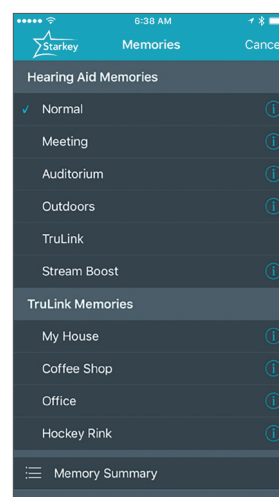 6:38 AM
Starkey
Memories
Cance
Hearing Aid Memories
Normal
Meeting
Auditorium
Outdoors
TruLink
Stream Boost
TruLink Memories
My House
Coffee Shop
Office
Hockey Rink
Memory Summary